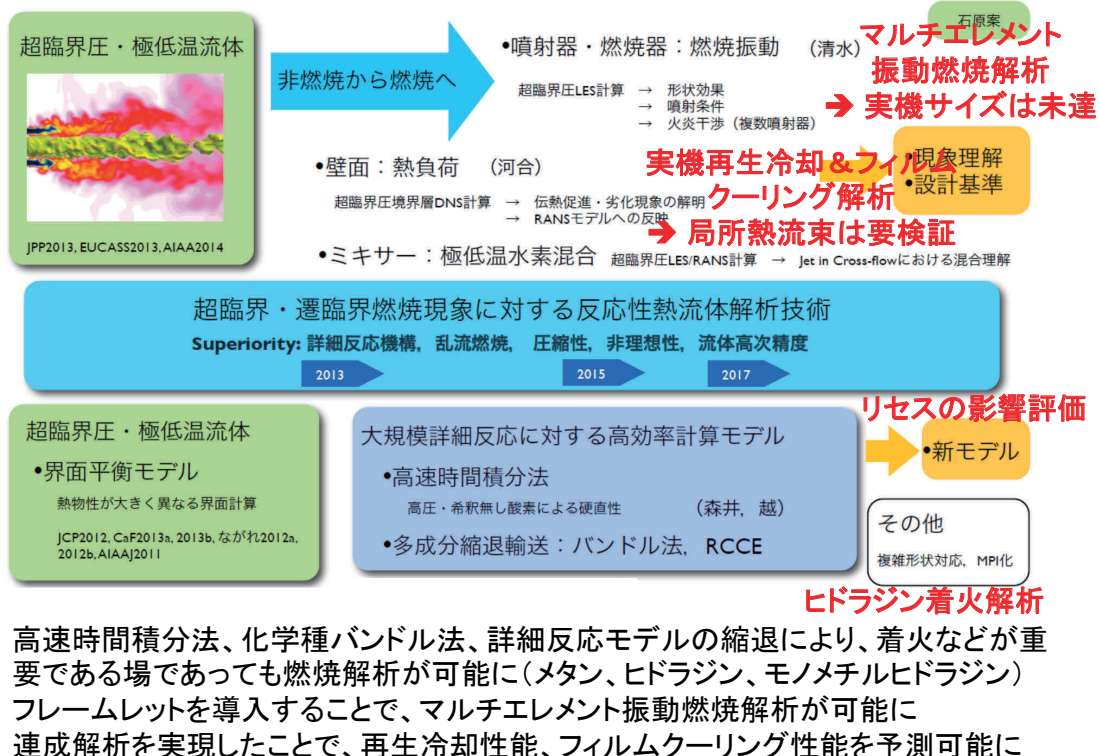 超臨界圧・極低温流体
JPP2013, EUCASS2013, AIAA2014
非燃焼から燃焼へ
石原案
•噴射器・燃焼器：燃焼振動 （清水）
超臨界圧LES計算 → 形状効果
→ 噴射条件
→ 火炎干渉（複数噴射器）
マルチエレメント
振動燃焼解析
➔ 実機サイズは未達
•壁面：熱負荷 （河合）
超臨界圧境界層DNS計算 → 伝熱促進・劣化現象の解明
→ RANSモデルへの反映
実機再生冷却＆フィルム
クーリング解析
➔ 局所熱流束は要検証
•現象理解
•設計基準
•ミキサー：極低温水素混合 超臨界圧LES/RANS計算 → Jet in Cross-flowにおける混合理解
超臨界・遷臨界燃焼現象に対する反応性熱流体解析技術
Superiority: 詳細反応機構，乱流燃焼， 圧縮性，非理想性，流体高次精度
2013
2015
2017
超臨界圧・極低温流体
•界面平衡モデル
熱物性が大きく異なる界面計算
JCP2012, CaF2013a, 2013b, ながれ2012a,
2012b, AIAAJ2011
大規模詳細反応に対する高効率計算モデル
•高速時間積分法
高圧・希釈無し酸素による硬直性 （森井，越）
•多成分縮退輸送：バンドル法，RCCE
リセスの影響評価
•新モデル
その他
複雑形状対応，MPI化
ヒドラジン着火解析
高速時間積分法、化学種バンドル法、詳細反応モデルの縮退により、着火などが重
要である場であっても燃焼解析が可能に（メタン、ヒドラジン、モノメチルヒドラジン）
フレームレットを導入することで、マルチエレメント振動燃焼解析が可能に
連成解析を実現したことで、再生冷却性能、フィルムクーリング性能を予測可能に